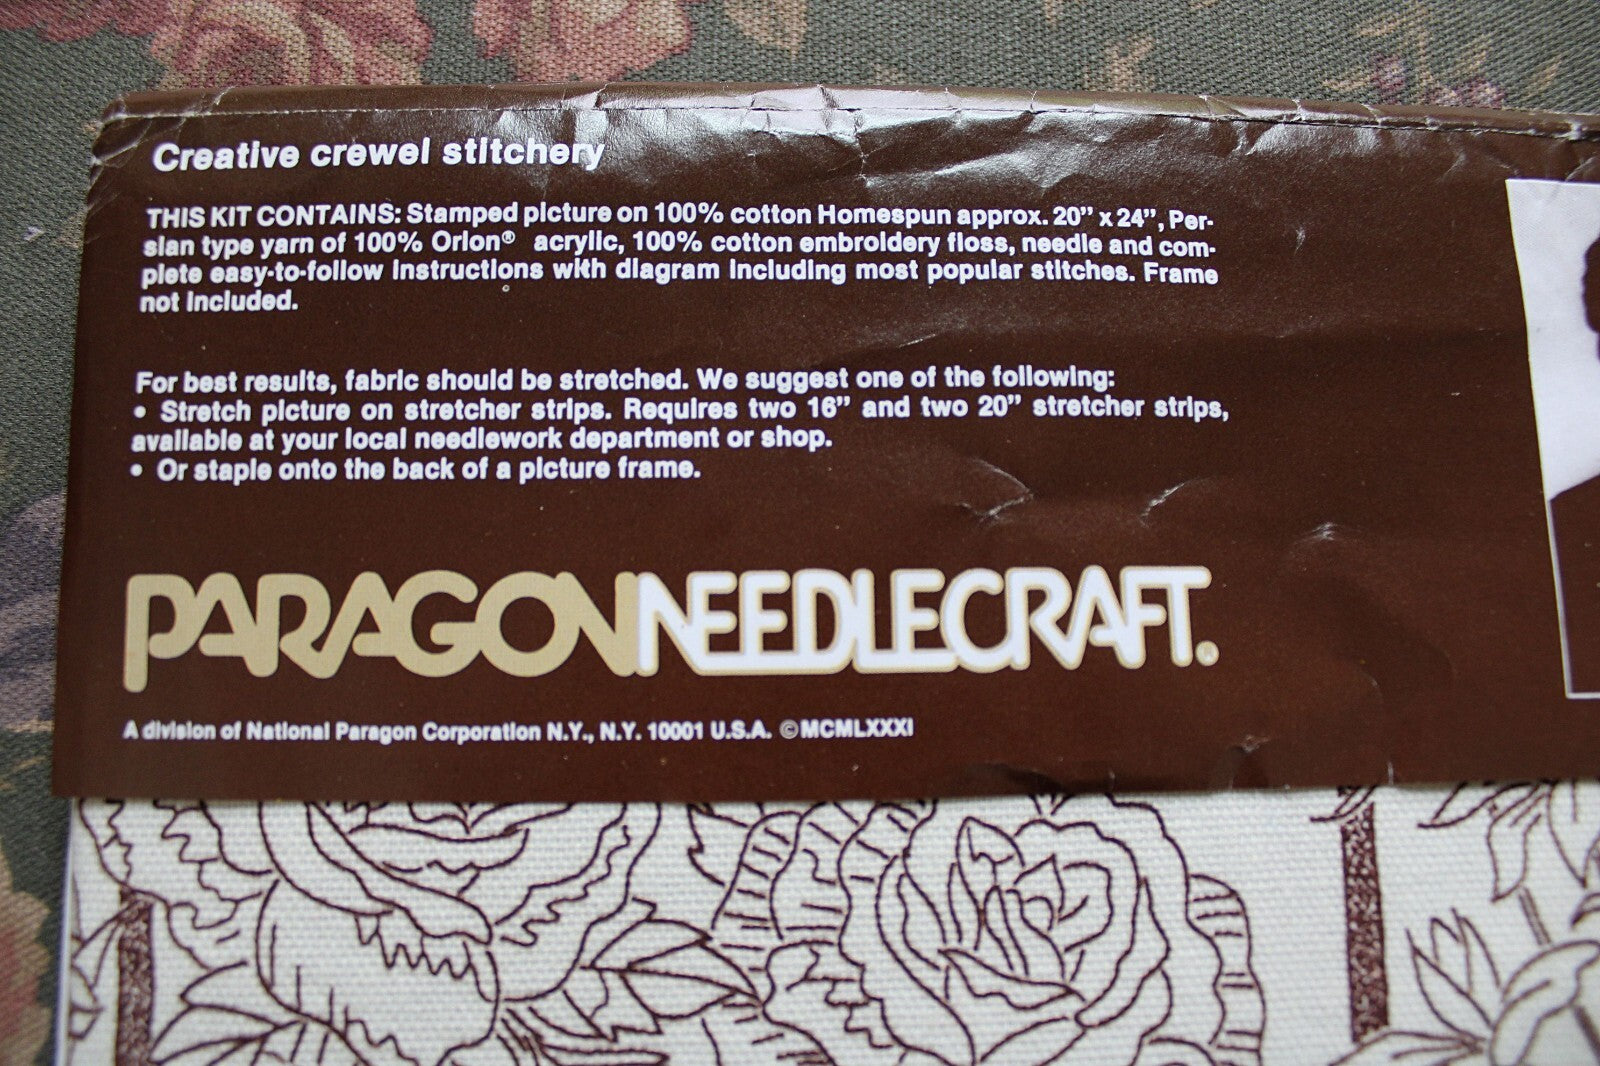 Creative crewel stitchery
THIS KIT CONTAINS: Stamped picture on 100% cotton Homespun approx. 20" x 24", Per-
sian type yarn of 100% Orlon® acrylic, 100% cotton embroidery floss, needle and com-
plete easy-to-follow instructions with diagram including most popular stitches. Frame
not included.
For best results, fabric should be stretched. We suggest one of the following:
• Stretch picture on stretcher strips. Requires two 16" and two 20" stretcher strips,
available at your local needlework department or shop.
• Or staple onto the back of a picture frame.
PARAGON NEEDLECRAFT®
A division of National Paragon Corporation N.Y., N.Y. 10001 U.S.A. ©MCMLXXXI